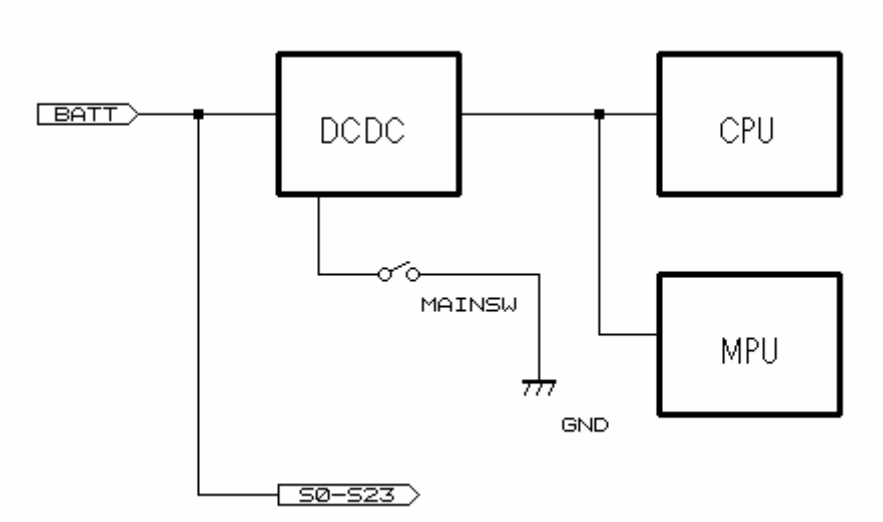 BATT
DCDC
CPU
MAINSW
MPU
GND
S0-S23